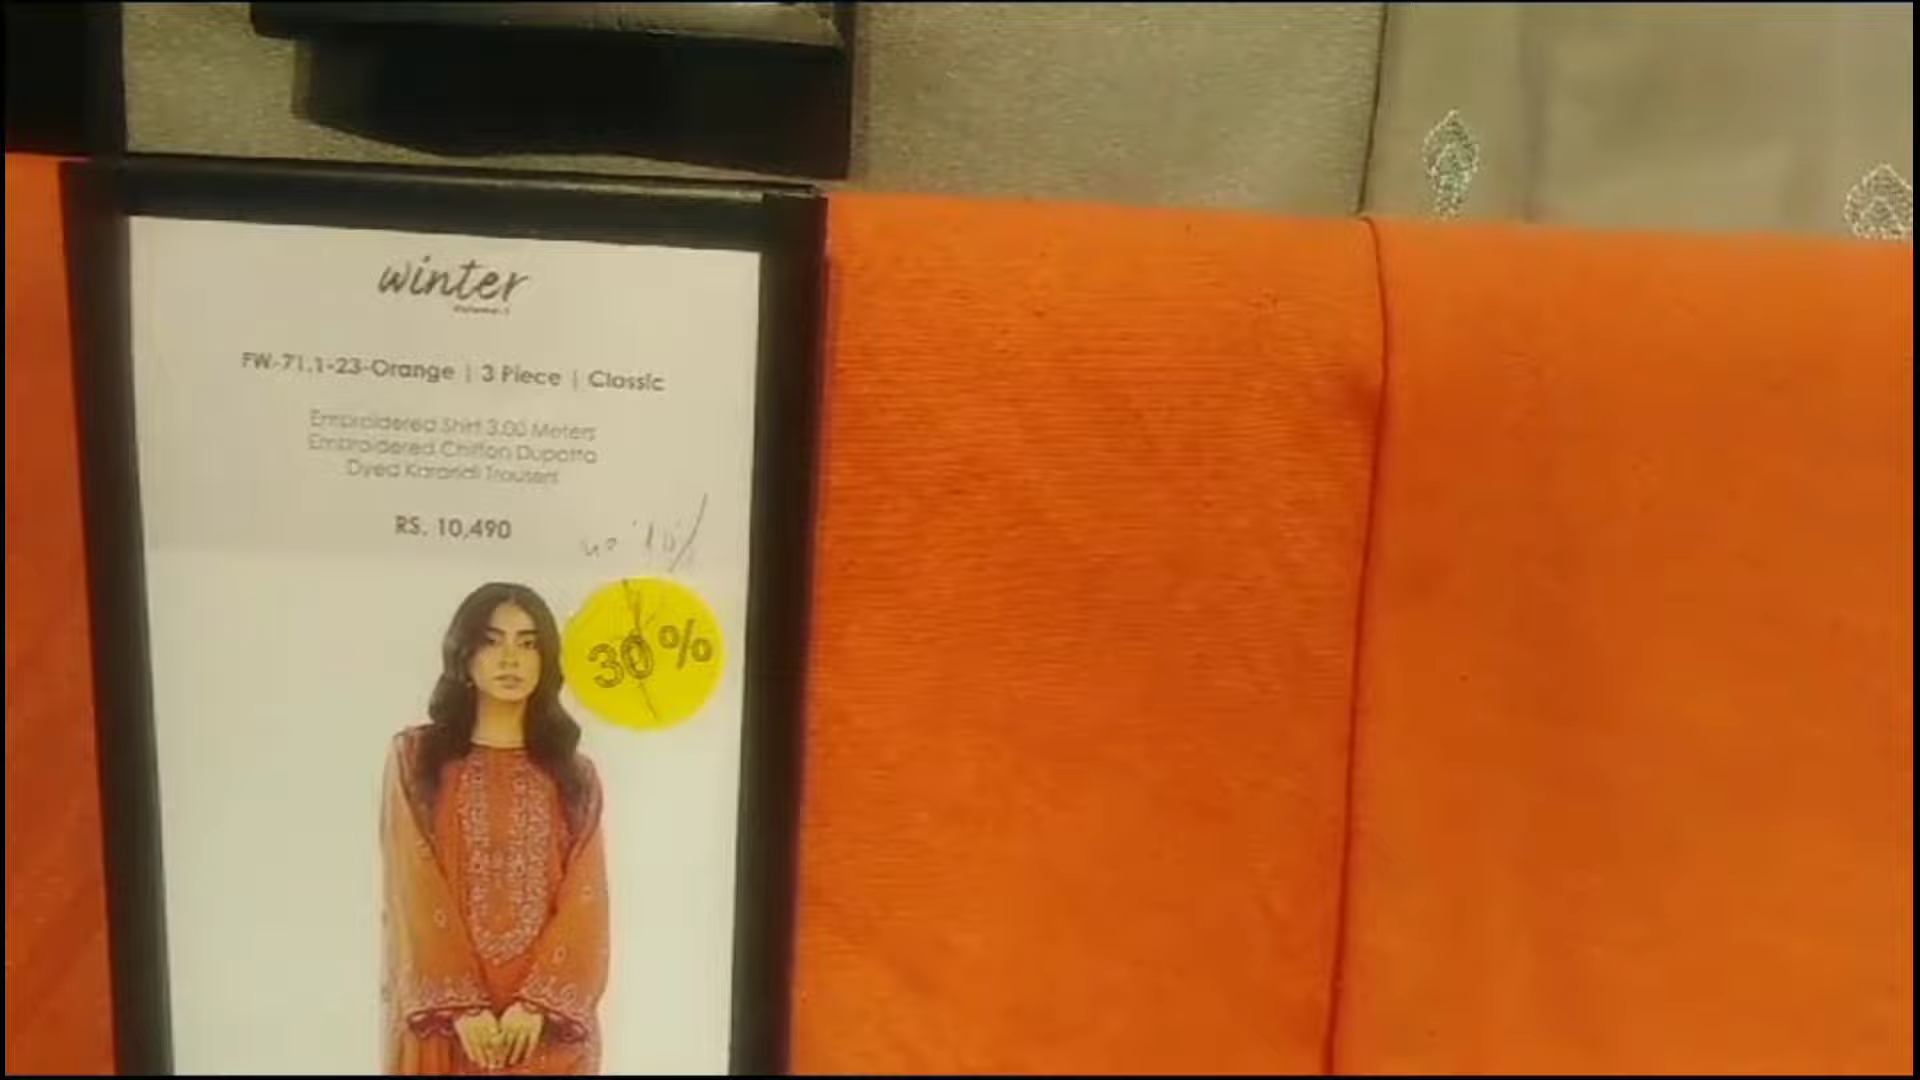 winter
FW-71.1-23-Orange | 3 Piece | Classic
Embroidered Shirt 3.00 Meters
Embroidered Chiffon Dupatta
Dyed Karandi Trousers
RS. 10,490
30%